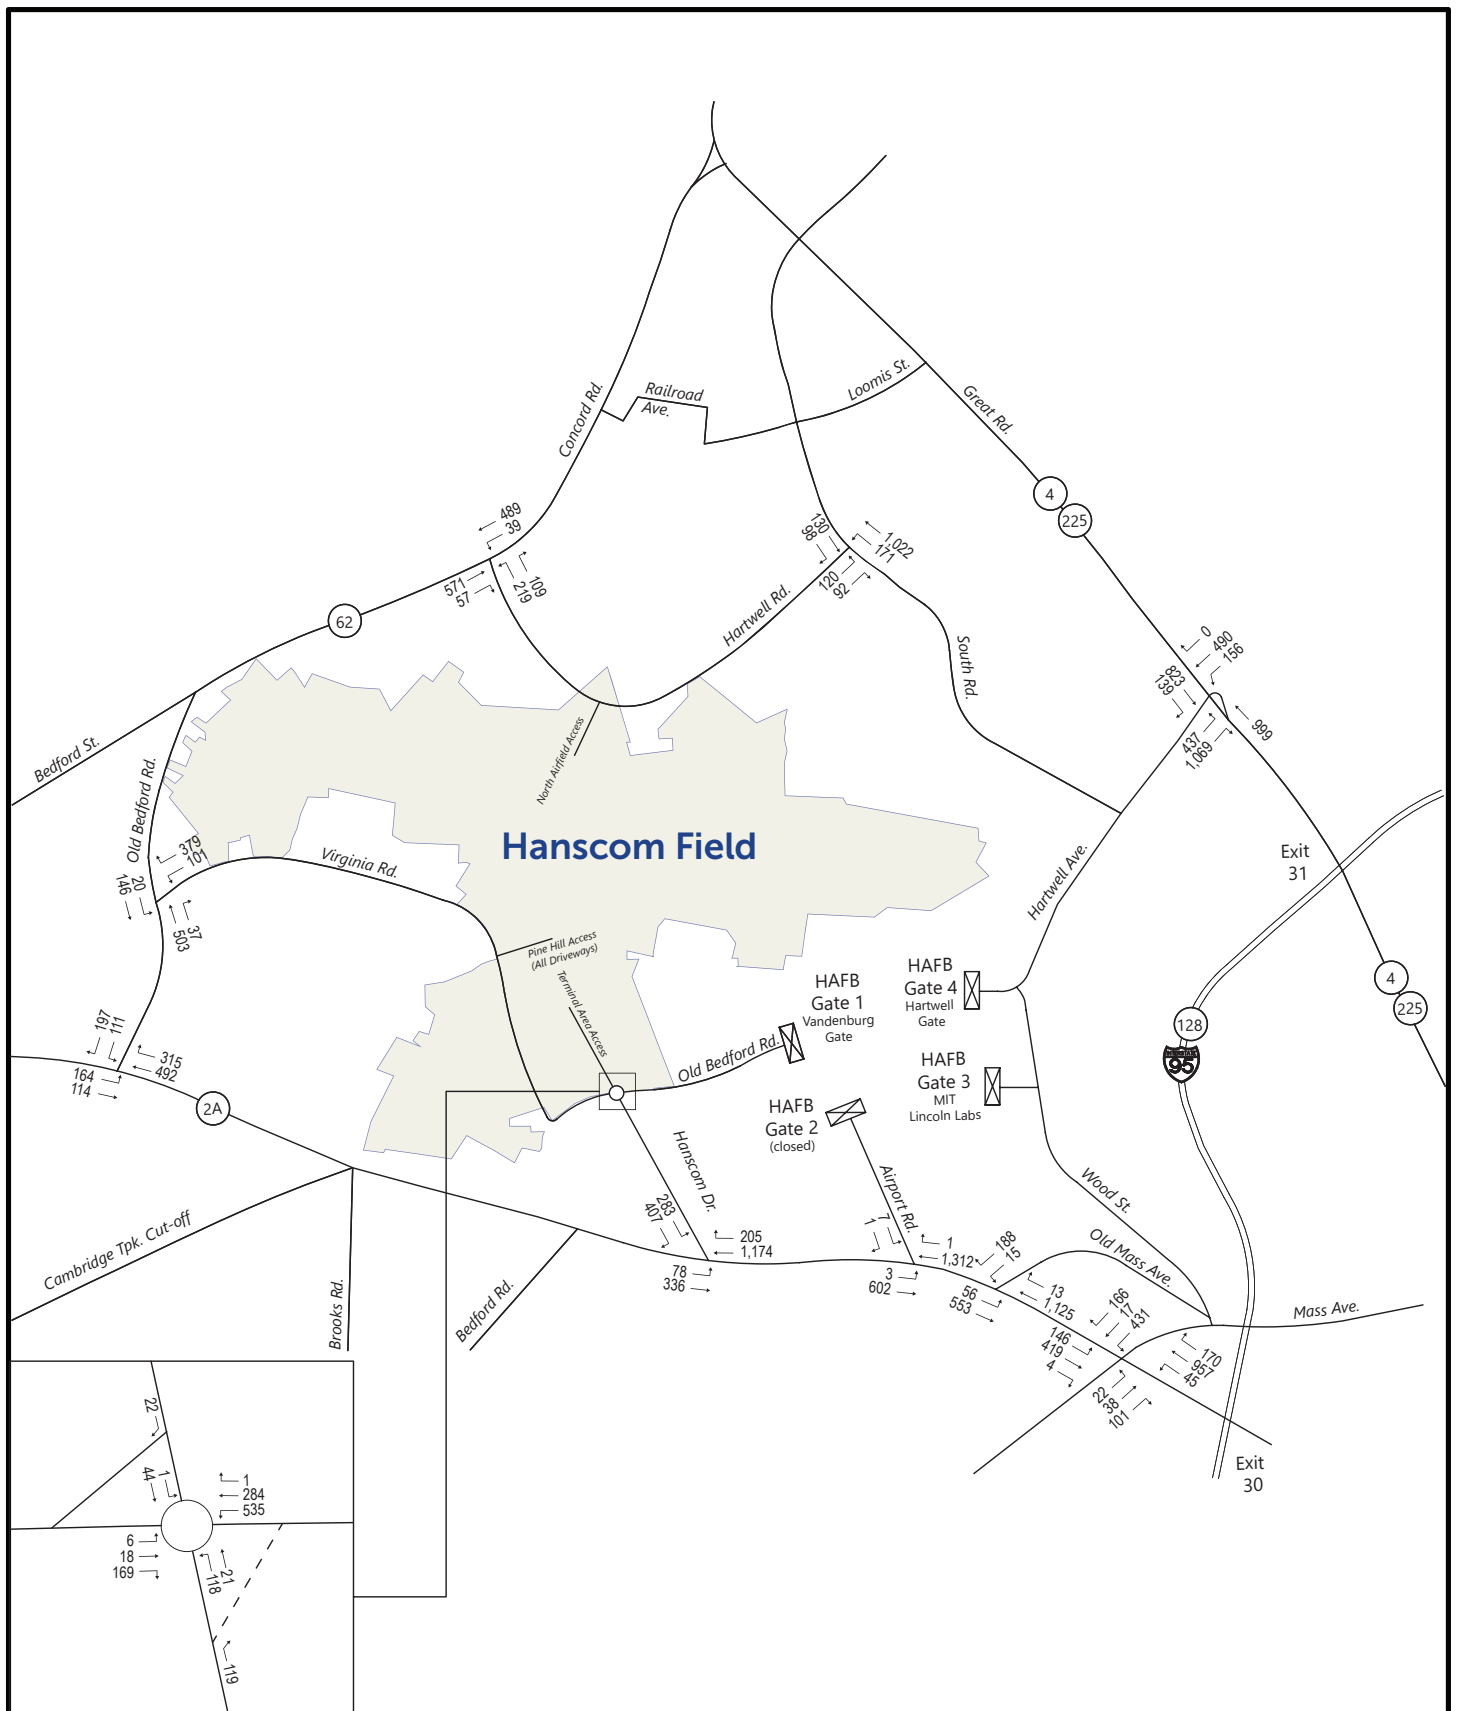 Concord Rd.
Railroad
Ave.
Loomis St.
Great Rd.
4
225
489
39
571
57
109
219
130
98
1,022
171
120
92
62
Hartwell Rd.
South Rd.
0
490
156
823
139
437
1,069
999
Bedford St.
Old Bedford Rd.
North Airfield Access
Hanscom Field
Virginia Rd.
379
101
20
146
37
503
Exit
31
Hartwell Ave.
Pine Hill Access
(All Driveways)
Terminal Area Access
HAFB
Gate 1
Vandenburg
Gate
HAFB
Gate 4
Hartwell
Gate
4
225
128
INTERSTATE
95
197
111
315
492
164
114
2A
Old Bedford Rd.
HAFB
Gate 3
MIT
Lincoln Labs
HAFB
Gate 2
(closed)
Hanscom Dr.
Airport Rd.
Wood St.
Old Mass Ave.
Mass Ave.
Cambridge Tpk. Cut-off
Brooks Rd.
Bedford Rd.
283
407
205
1,174
78
336
7
1
1
1,312
3
602
188
15
13
1,125
56
553
166
17
431
146
419
4
170
957
45
22
38
101
Exit
30
22
1
44
1
284
535
6
18
169
21
118
119